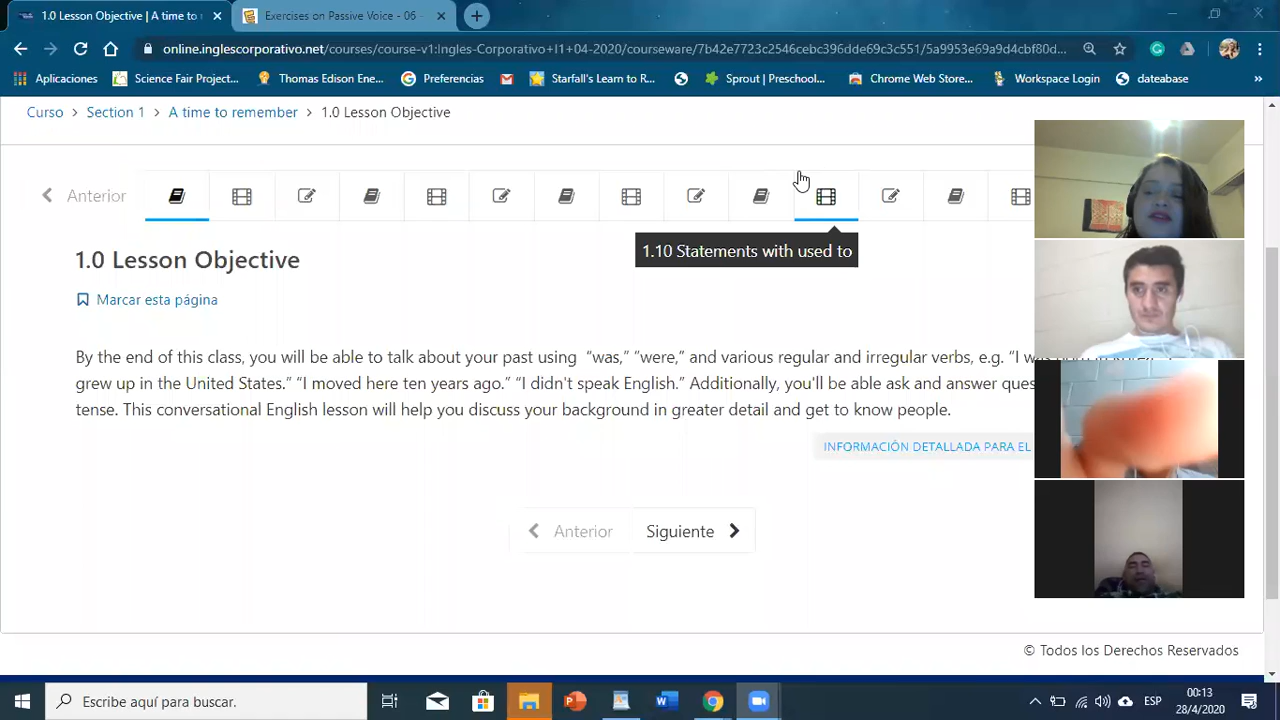 1.0 Lesson Objective | A time to r
Exercises on Passive Voice - 06 -
online.inglescorporativo.net/courses/course-v1:Ingles-Corporativo+I1+04-2020/courseware/7b42e7723c2546cebc396dde69c3c551/5a9953e69a9d4cbf80d...
Aplicaciones Science Fair Project... Thomas Edison Ene... Preferencias Starfall's Learn to R... Sprout | Preschool... Chrome Web Store... Workspace Login dateabase »
Curso > Section 1 > A time to remember > 1.0 Lesson Objective
Anterior
1.10 Statements with used to
1.0 Lesson Objective
Marcar esta página
By the end of this class, you will be able to talk about your past using "was," "were," and various regular and irregular verbs, e.g. "I was
grew up in the United States." "I moved here ten years ago." "I didn't speak English." Additionally, you'll be able ask and answer ques
tense. This conversational English lesson will help you discuss your background in greater detail and get to know people.
INFORMACIÓN DETALLADA PARA EL
Anterior Siguiente
© Todos los Derechos Reservados
Escribe aquí para buscar.
ESP
00:13
28/4/2020